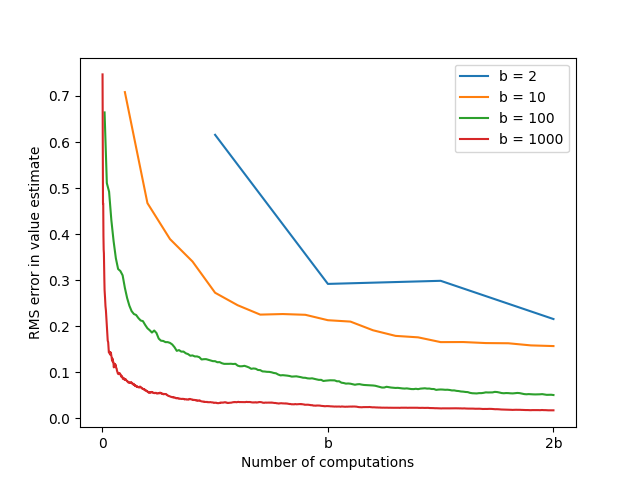 b = 2
b = 10
b = 100
b = 1000
RMS error in value estimate
0.7
0.6
0.5
0.4
0.3
0.2
0.1
0.0
0
b
2b
Number of computations